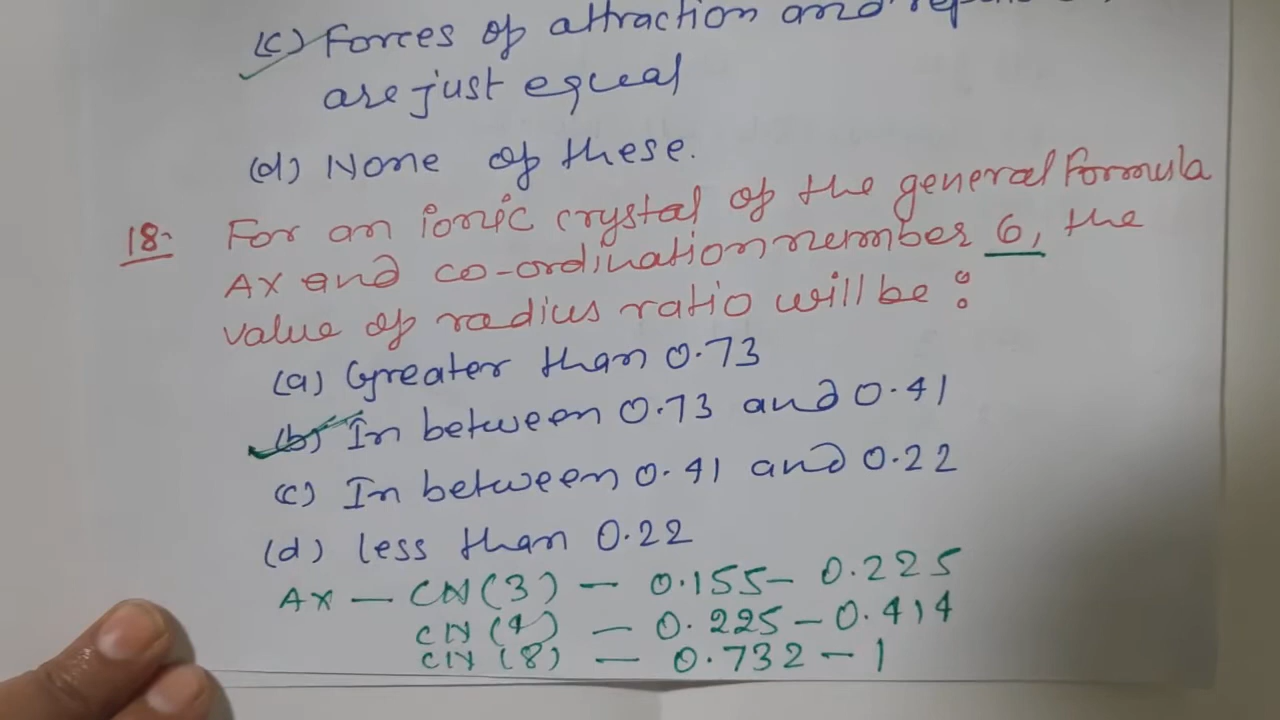 (c) Forces of attraction and
are just equal
(d) None of these.
18- For an ionic crystal of the general formula
AX and co-ordination number 6, the
value of radius ratio will be :
(a) Greater than 0.73
(b) In between 0.73 and 0.41
(c) In between 0.41 and 0.22
(d) less than 0.22
AX — CN(3) — 0.155- 0.225
CN (4) — 0.225-0.414
CN (8) — 0.732-1